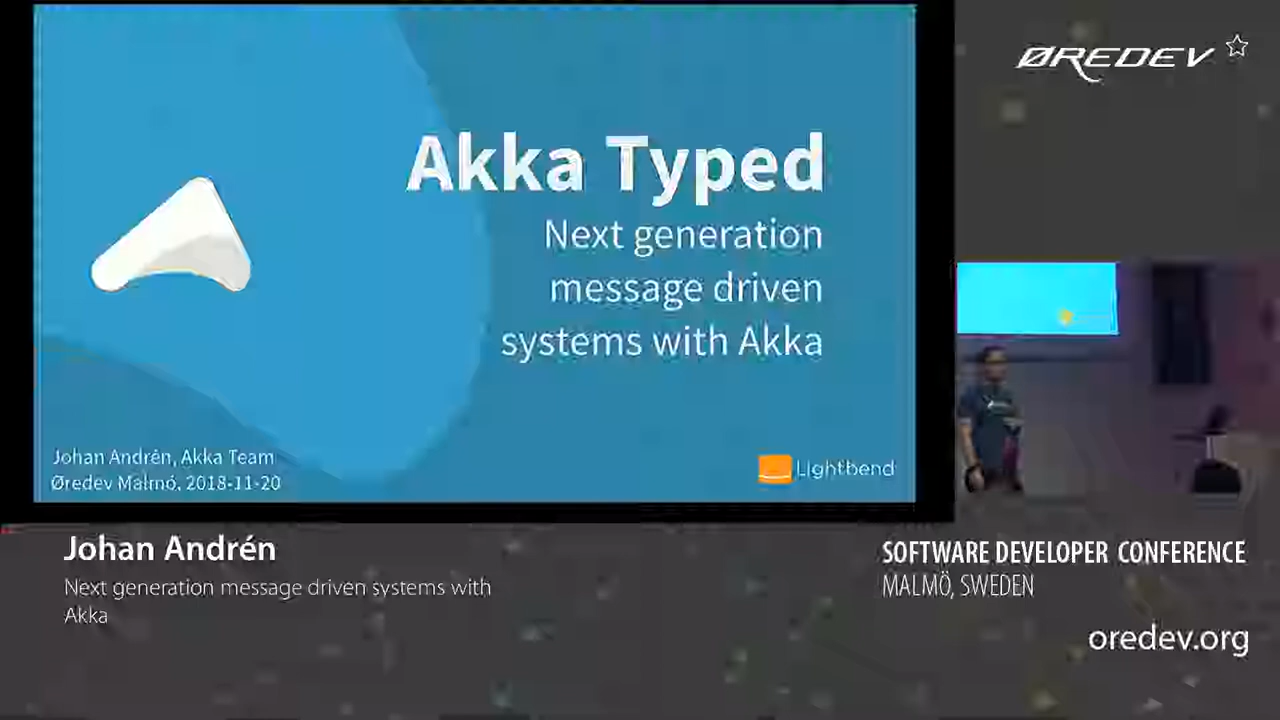 Akka Typed
Next generation
message driven
systems with Akka
Johan Andrén, Akka Team
Øredev Malmö, 2018-11-20
Lightbend
ØREDEV
Johan Andrén
Next generation message driven systems with
Akka
SOFTWARE DEVELOPER CONFERENCE
MALMÖ, SWEDEN
oredev.org